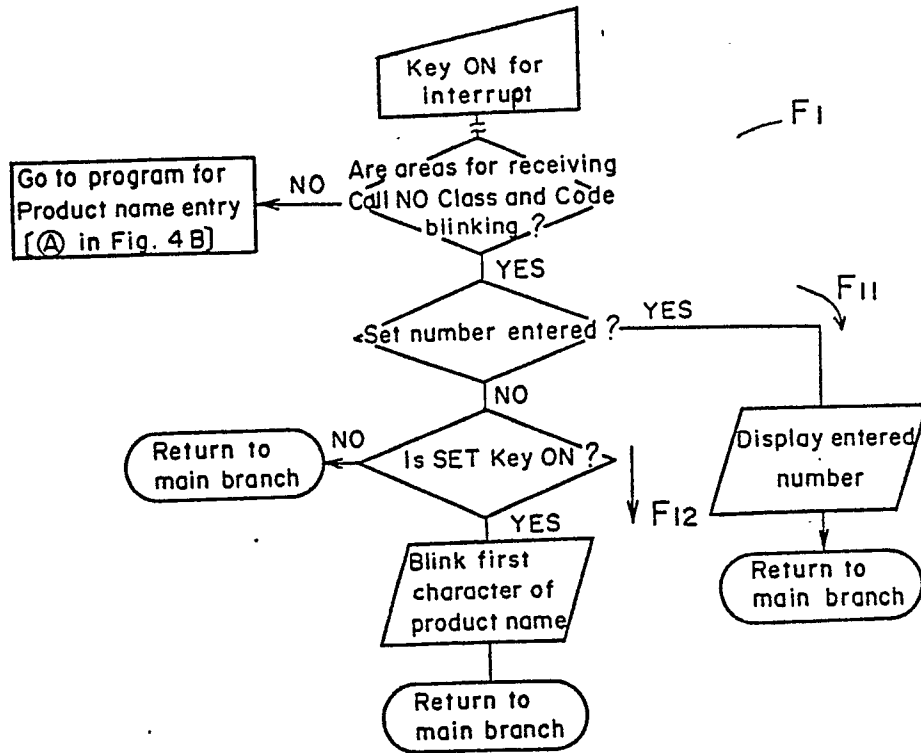 Key ON for
interrupt
F1
Are areas for receiving
Call NO Class and Code
blinking ?
NO
Go to program for
Product name entry
[Ⓐ in Fig. 4B]
YES
F11
Set number entered ?
YES
NO
Is SET Key ON ?
NO
Return to
main branch
Display entered
number
F12
YES
Blink first
character of
product name
Return to
main branch
Return to
main branch